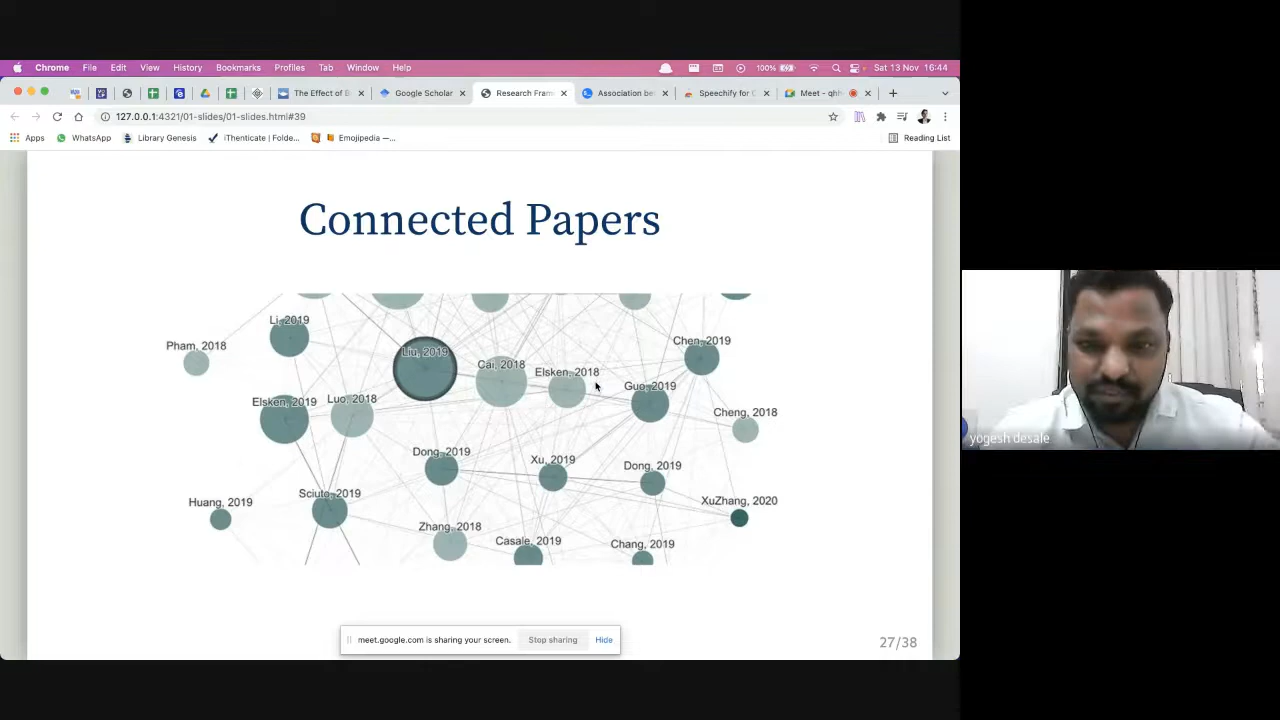 Chrome File Edit View History Bookmarks Profiles Tab Window Help 100% Sat 13 Nov 16:44
The Effect of B Google Scholar Research Fram Association be Speechify for C Meet - qhh
127.0.0.1:4321/01-slides/01-slides.html#39
Apps WhatsApp Library Genesis iThenticate | Folde... Emojipedia —... Reading List
Connected Papers
Li, 2019
Pham, 2018
Chen, 2019
Liu, 2019
Cai, 2018
Elsken, 2018
Guo, 2019
Elsken, 2019
Luo, 2018
Cheng, 2018
Dong, 2019
Xu, 2019
Dong, 2019
Sciuto, 2019
Huang, 2019
XuZhang, 2020
Zhang, 2018
Casale, 2019
Chang, 2019
yogesh desale
meet.google.com is sharing your screen. Stop sharing Hide
27/38